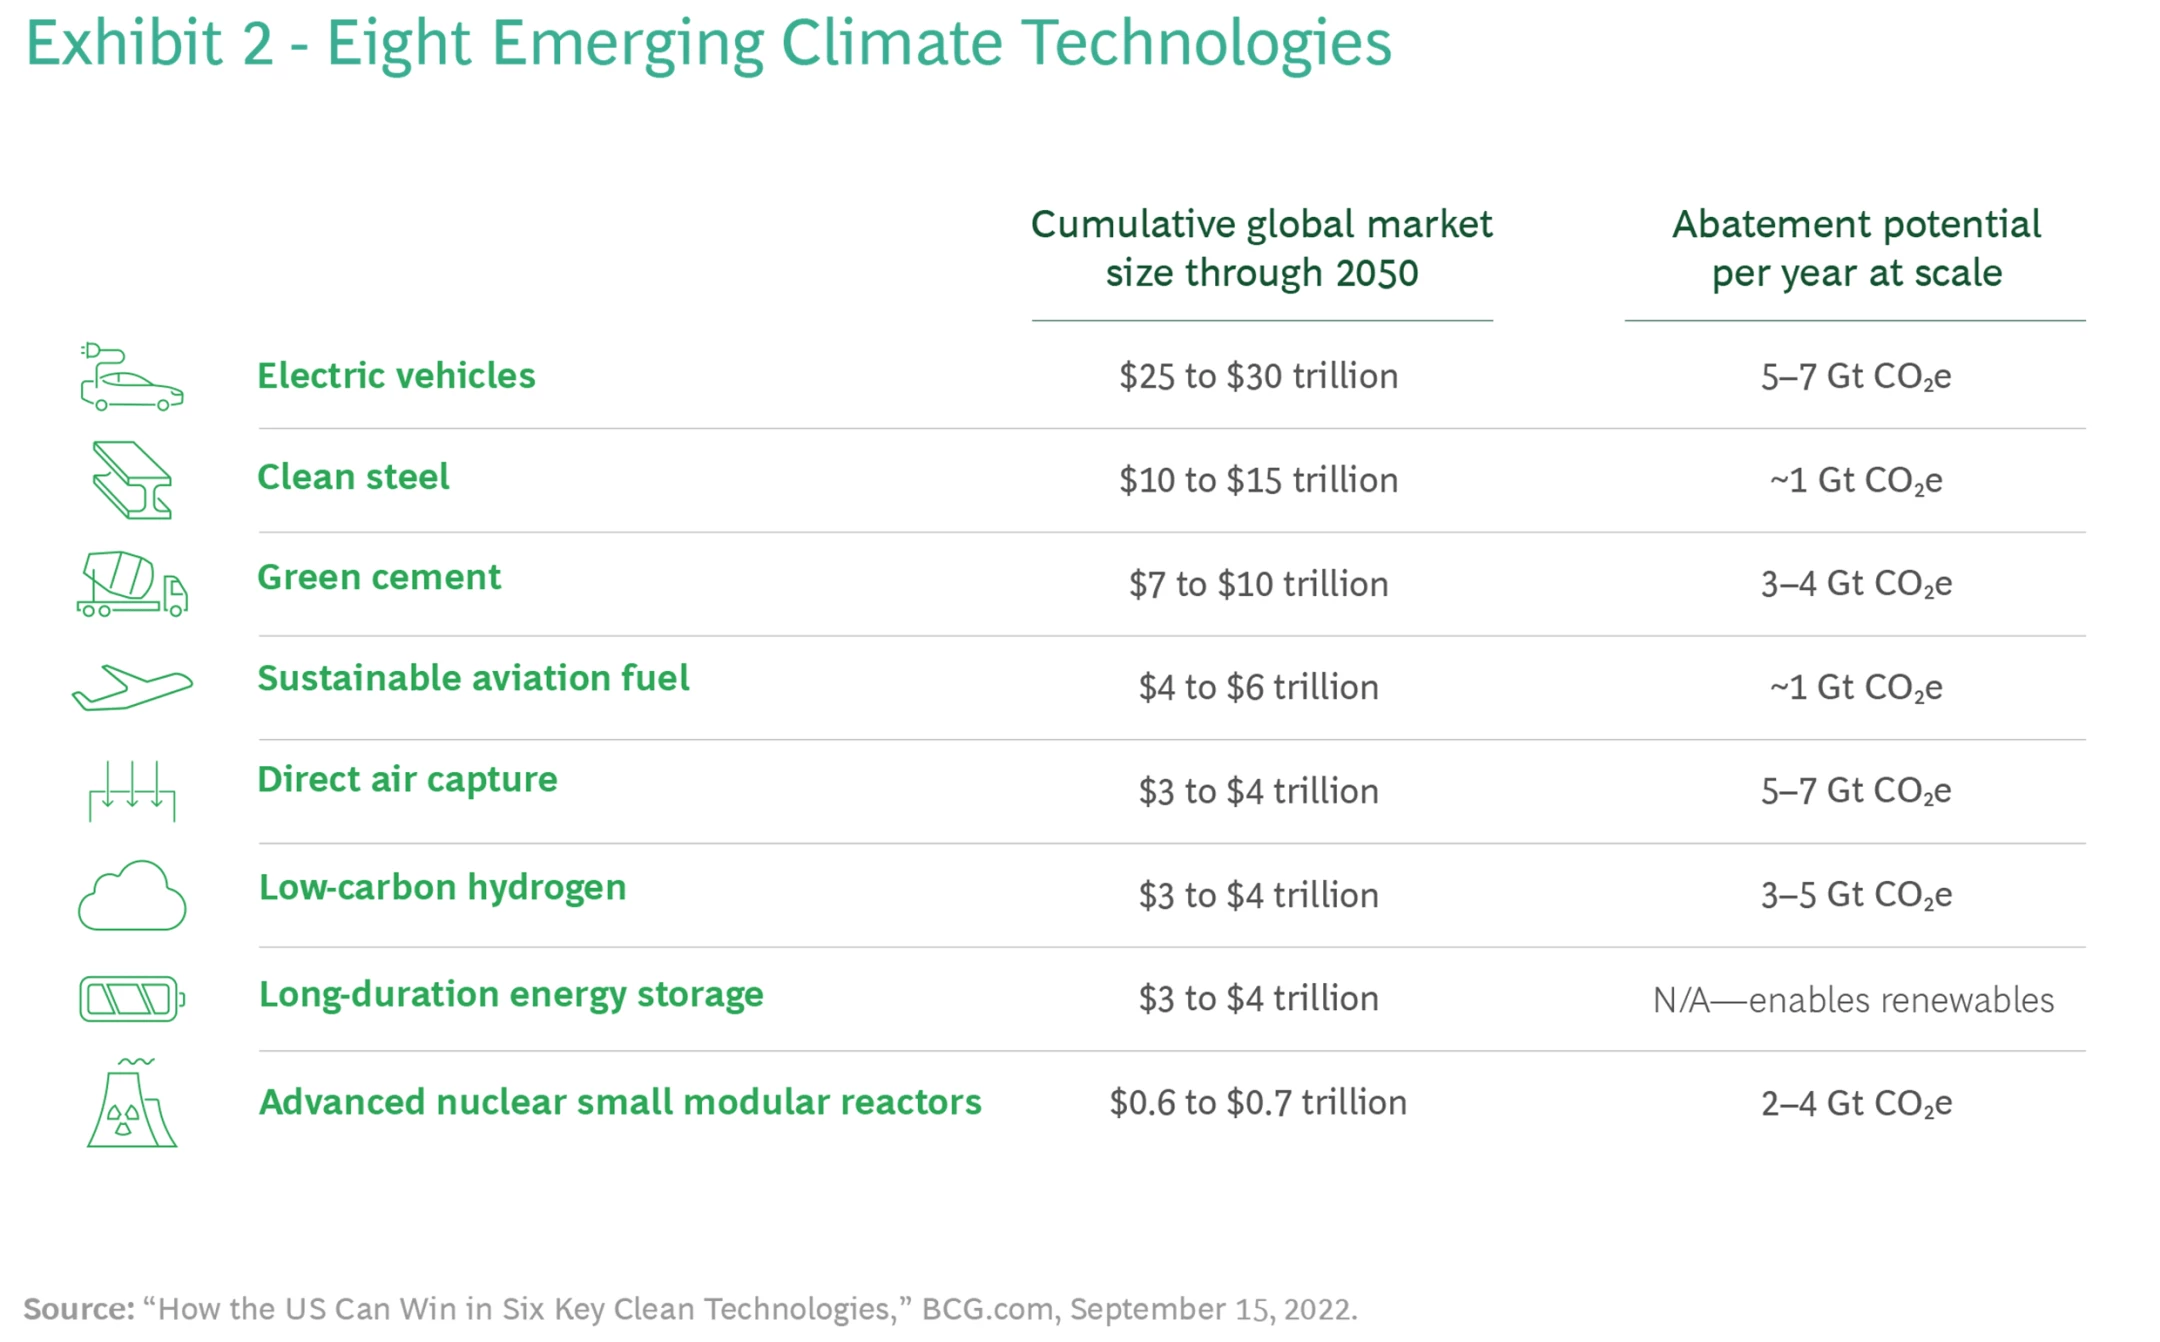 Exhibit 2 - Eight Emerging Climate Technologies
Cumulative global market
size through 2050
Abatement potential
per year at scale
Electric vehicles $25 to $30 trillion 5–7 Gt CO₂e
Clean steel $10 to $15 trillion ~1 Gt CO₂e
Green cement $7 to $10 trillion 3–4 Gt CO₂e
Sustainable aviation fuel $4 to $6 trillion ~1 Gt CO₂e
Direct air capture $3 to $4 trillion 5–7 Gt CO₂e
Low-carbon hydrogen $3 to $4 trillion 3–5 Gt CO₂e
Long-duration energy storage $3 to $4 trillion N/A—enables renewables
Advanced nuclear small modular reactors $0.6 to $0.7 trillion 2–4 Gt CO₂e
Source: “How the US Can Win in Six Key Clean Technologies,” BCG.com, September 15, 2022.